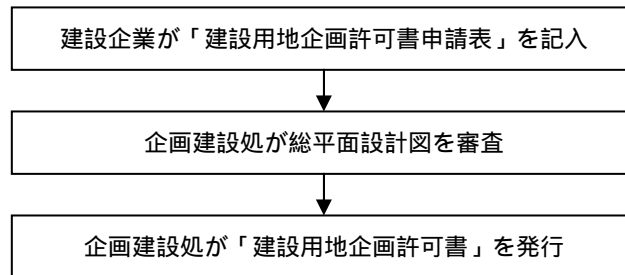 建設企業が「建設用地企画許可書申請表」を記入
企画建設処が総平面設計図を審査
企画建設処が「建設用地企画許可書」を発行